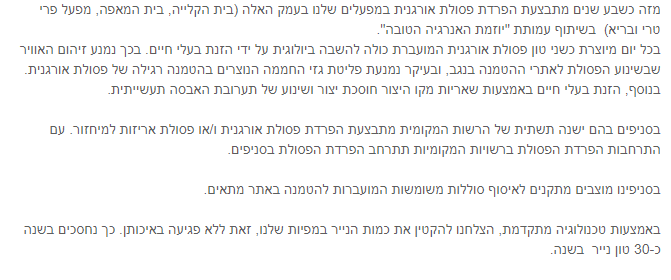 מזה כשבע שנים מתבצעת הפרדת פסולת אורגנית במפעלים שלנו בעמק האלה (בית הקלייה, בית המאפה, מפעל פרי
טרי ובריא)  בשיתוף עמותת "יוזמת האנרגיה הטובה".
בכל יום מיוצרת כשני טון פסולת אורגנית המועברת כולה להשבה ביולוגית על ידי הזנת בעלי חיים. בכך נמנע זיהום האוויר
שבשינוע הפסולת לאתרי ההטמנה בנגב, ובעיקר נמנעת פליטת גזי החממה הנוצרים בהטמנה רגילה של פסולת אורגנית.
בנוסף, הזנת בעלי חיים באמצעות שאריות מקו היצור חוסכת יצור ושינוע של תערובת האבסה תעשייתית.
בסניפים בהם ישנה תשתית של הרשות המקומית מתבצעת הפרדת פסולת אורגנית ו/או פסולת אריזות למיחזור. עם
התרחבות הפרדת הפסולת ברשויות המקומיות תתרחב הפרדת הפסולת בסניפים.
בסניפינו מוצבים מתקנים לאיסוף סוללות משומשות המועברות להטמנה באתר מתאים.
באמצעות טכנולוגיה מתקדמת, הצלחנו להקטין את כמות הנייר במפיות שלנו, זאת ללא פגיעה באיכותן. כך נחסכים בשנה
כ-30 טון נייר  בשנה.